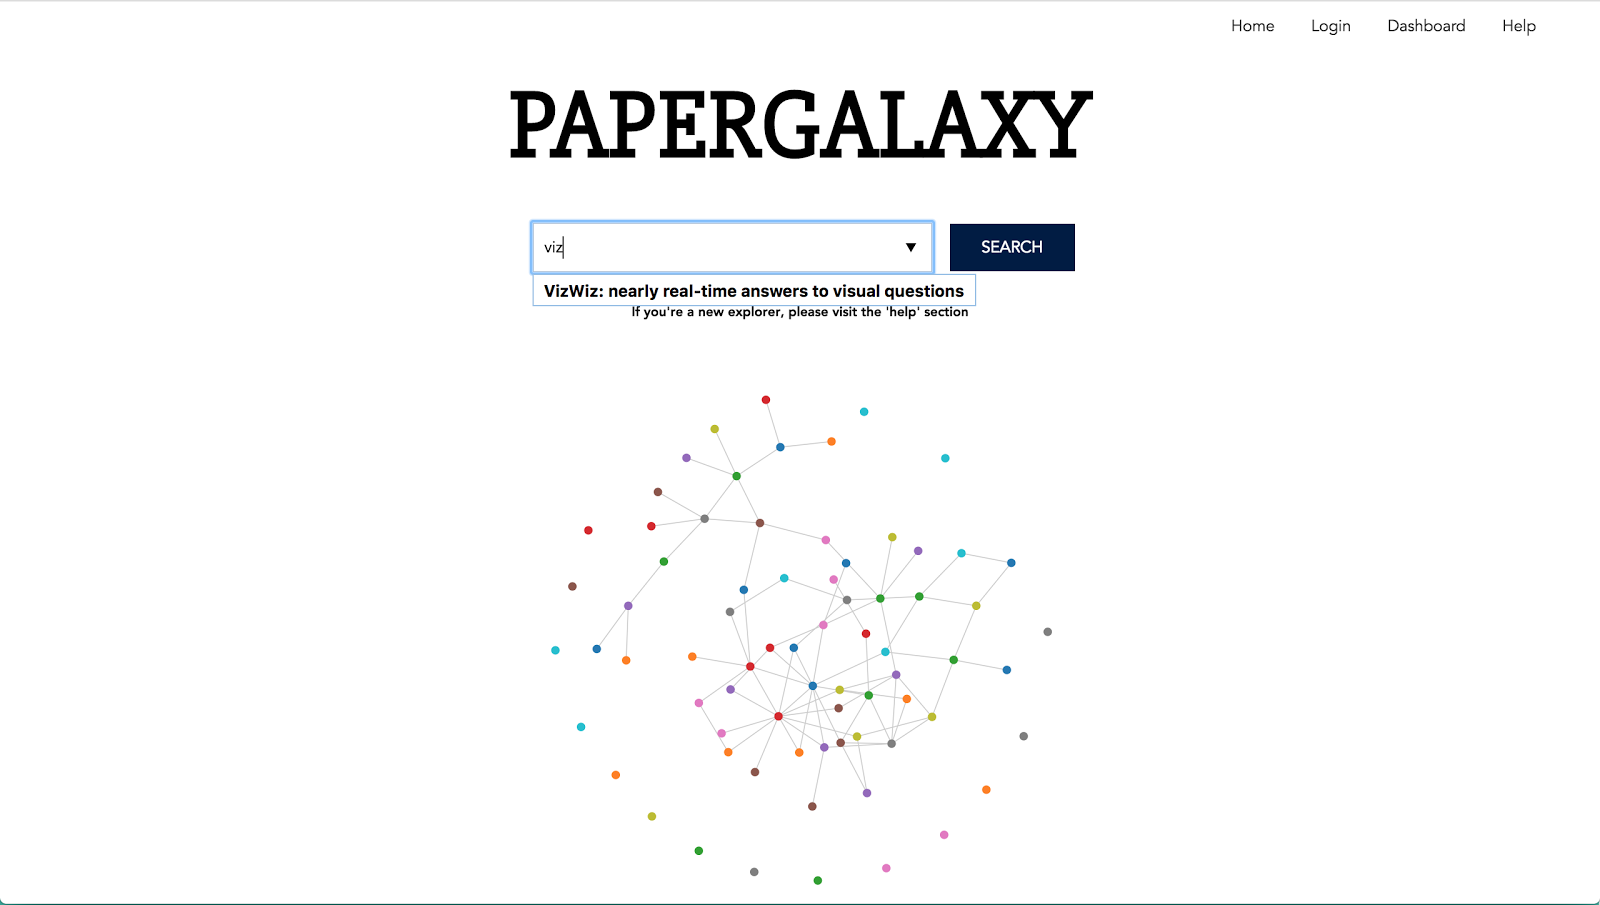 Home Login Dashboard Help
PAPERGALAXY
viz ▼ SEARCH
VizWiz: nearly real-time answers to visual questions
If you're a new explorer, please visit the 'help' section